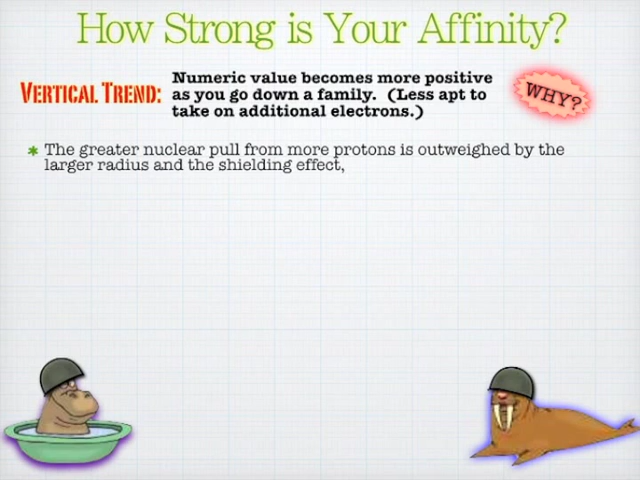 How Strong is Your Affinity?
Vertical Trend:
Numeric value becomes more positive
as you go down a family. (Less apt to
take on additional electrons.)
WHY?
* The greater nuclear pull from more protons is outweighed by the
larger radius and the shielding effect,